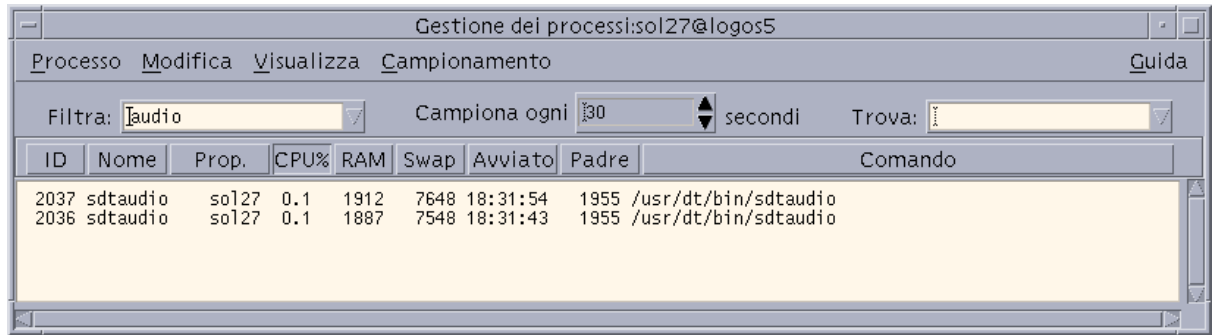 Gestione dei processi:sol27@logos5
Processo Modifica Visualizza Campionamento Guida
Filtra: audio Campiona ogni 30 secondi Trova:
ID Nome Prop. CPU% RAM Swap Avviato Padre Comando
2037 sdtaudio sol27 0.1 1912 7648 18:31:54 1955 /usr/dt/bin/sdtaudio
2036 sdtaudio sol27 0.1 1887 7548 18:31:43 1955 /usr/dt/bin/sdtaudio